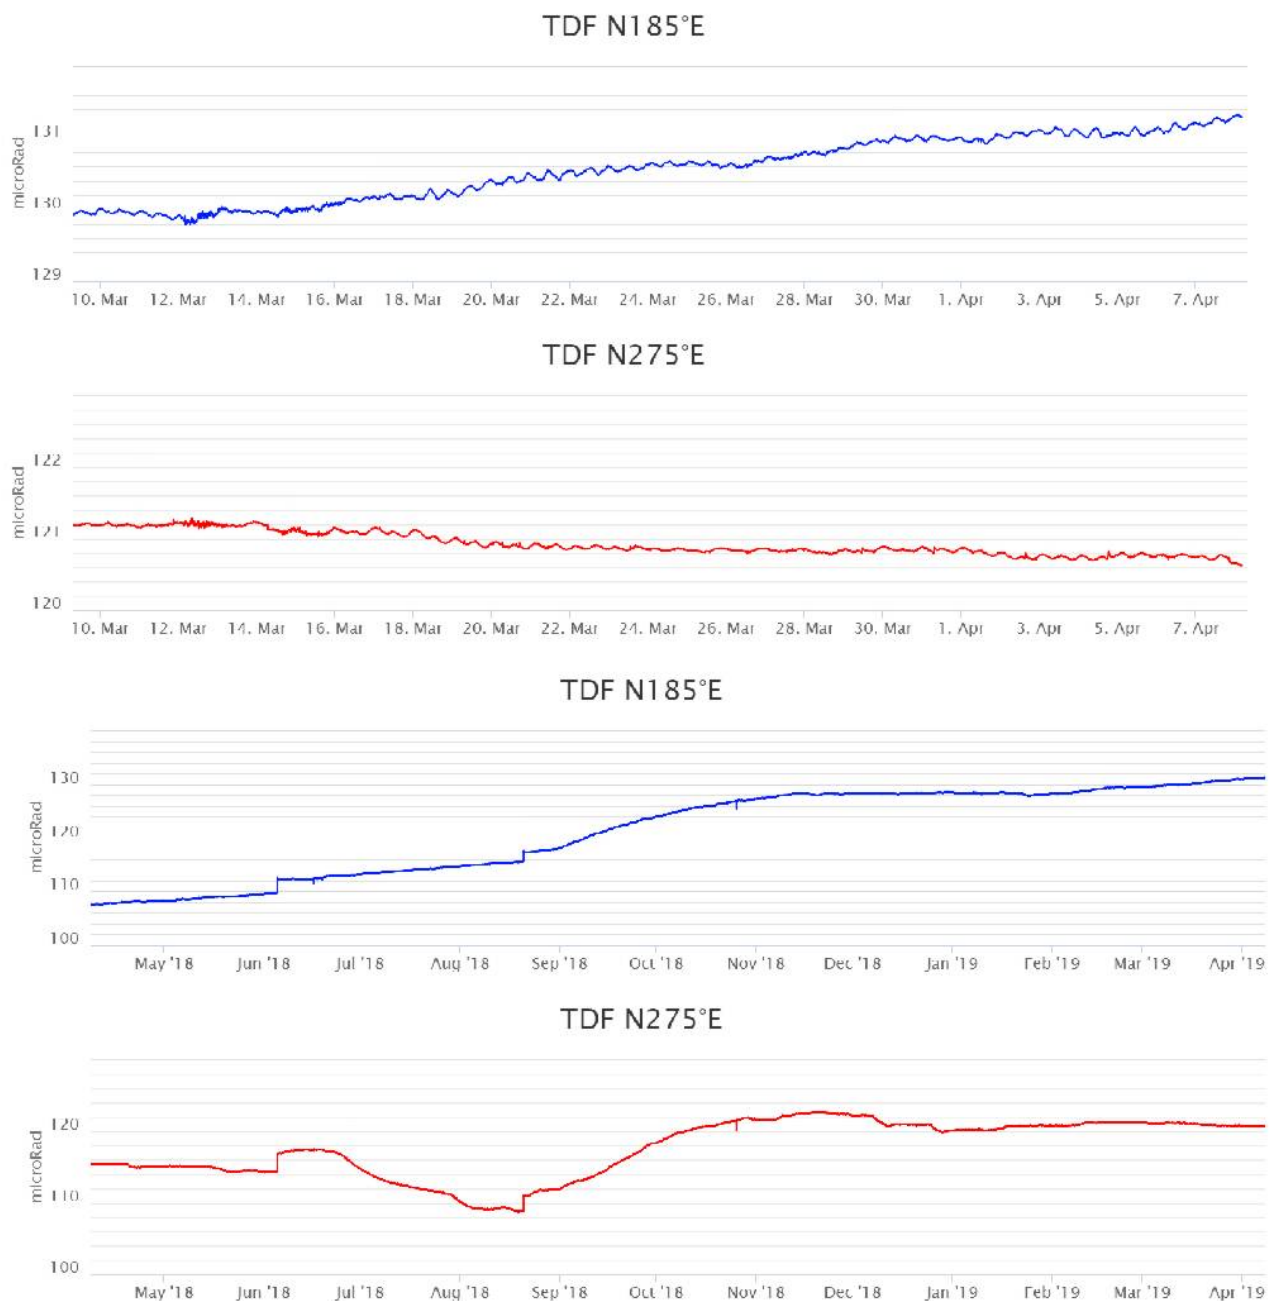 TDF N185°E
microRad
131
130
129
10. Mar 12. Mar 14. Mar 16. Mar 18. Mar 20. Mar 22. Mar 24. Mar 26. Mar 28. Mar 30. Mar 1. Apr 3. Apr 5. Apr 7. Apr
TDF N275°E
microRad
122
121
120
10. Mar 12. Mar 14. Mar 16. Mar 18. Mar 20. Mar 22. Mar 24. Mar 26. Mar 28. Mar 30. Mar 1. Apr 3. Apr 5. Apr 7. Apr
TDF N185°E
microRad
130
120
110
100
May '18 Jun '18 Jul '18 Aug '18 Sep '18 Oct '18 Nov '18 Dec '18 Jan '19 Feb '19 Mar '19 Apr '19
TDF N275°E
microRad
120
110
100
May '18 Jun '18 Jul '18 Aug '18 Sep '18 Oct '18 Nov '18 Dec '18 Jan '19 Feb '19 Mar '19 Apr '19